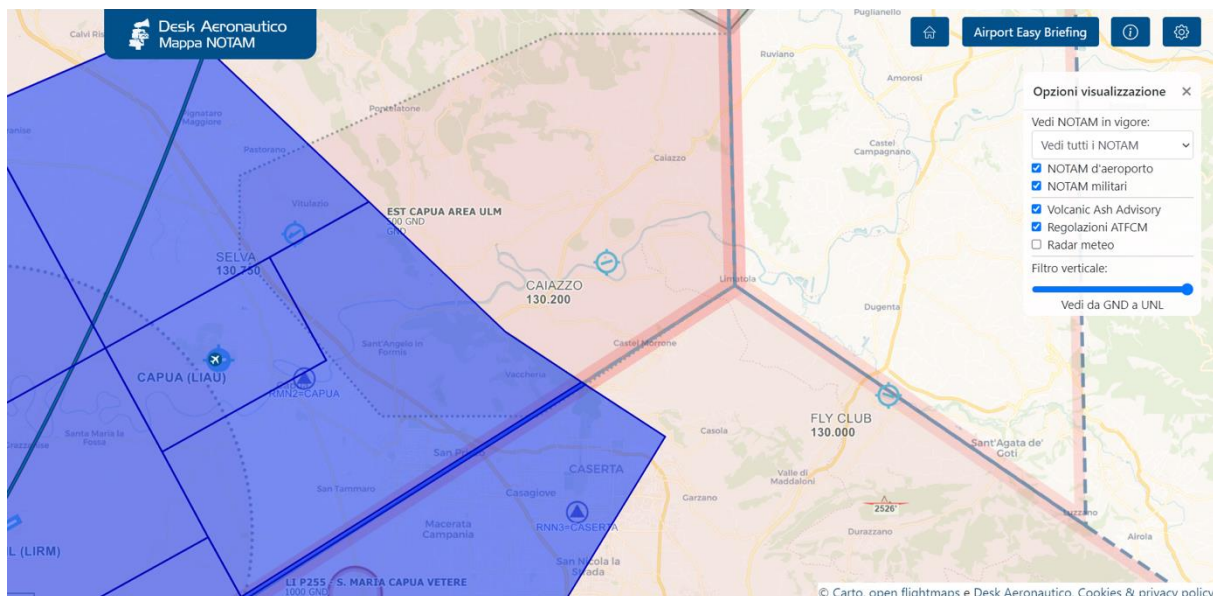 Desk Aeronautico
Mappa NOTAM
Airport Easy Briefing
Opzioni visualizzazione
Vedi NOTAM in vigore:
Vedi tutti i NOTAM
NOTAM d'aeroporto
NOTAM militari
Volcanic Ash Advisory
Regolazioni ATFCM
Radar meteo
Filtro verticale:
Vedi da GND a UNL
Puglianello
Ruviano
Amorosi
Pignataro
Maggiore
Pontelatone
Pastorano
Caiazzo
Castel
Campagnano
Vitulazio
EST CAPUA AREA ULM
GND
SELVA
130.750
CAIAZZO
130.200
Limatola
Dugenta
Sant'Angelo in
Formis
Castel Morrone
Vaccheria
CAPUA (LIAU)
RMN2=CAPUA
FLY CLUB
130.000
Santa Maria la
Fossa
Casola
Sant'Agata de'
Goti
CASERTA
Valle di
Maddaloni
San Tammaro
Casagiove
Garzano
2526'
Luzzano
Macerata
Campania
RNN3=CASERTA
Durazzano
Airola
L (LIRM)
San Nicola la
Strada
LI P255 - S. MARIA CAPUA VETERE
1000 GND
© Carto, open flightmaps e Desk Aeronautico. Cookies & privacy policy